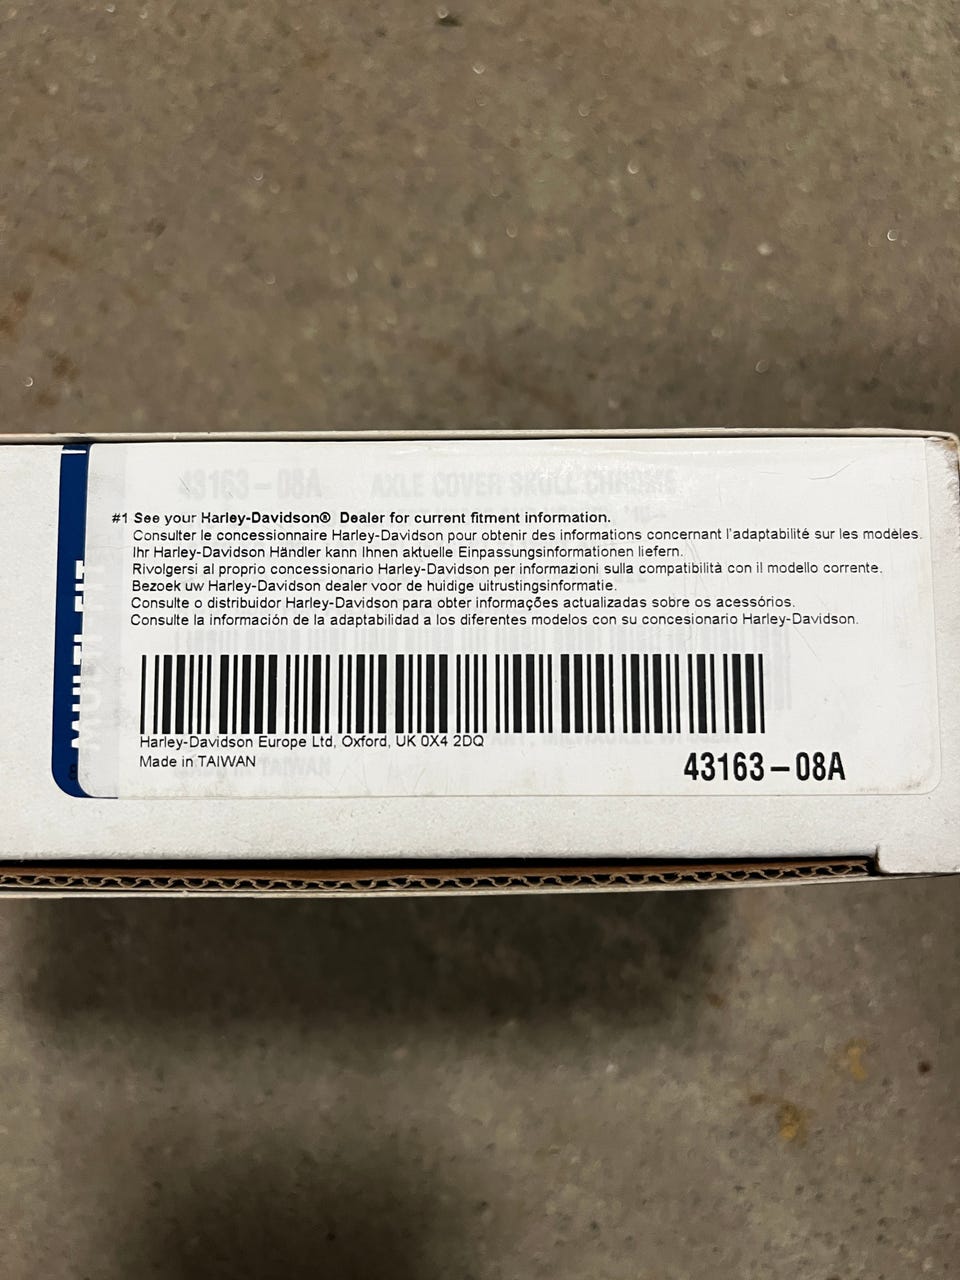 43163-08A AXLE COVER SKULL CHROME
#1 See your Harley-Davidson® Dealer for current fitment information.
Consulter le concessionnaire Harley-Davidson pour obtenir des informations concernant l'adaptabilité sur les modèles.
Ihr Harley-Davidson Händler kann Ihnen aktuelle Einpassungsinformationen liefern.
Rivolgersi al proprio concessionario Harley-Davidson per informazioni sulla compatibilità con il modello corrente.
Bezoek uw Harley-Davidson dealer voor de huidige uitrustingsinformatie.
Consulte o distribuidor Harley-Davidson para obter informações actualizadas sobre os acessórios.
Consulte la información de la adaptabilidad a los diferentes modelos con su concesionario Harley-Davidson.
MULTI-FIT
Harley-Davidson Europe Ltd, Oxford, UK 0X4 2DQ
Made in TAIWAN
MADE IN TAIWAN
43163-08A